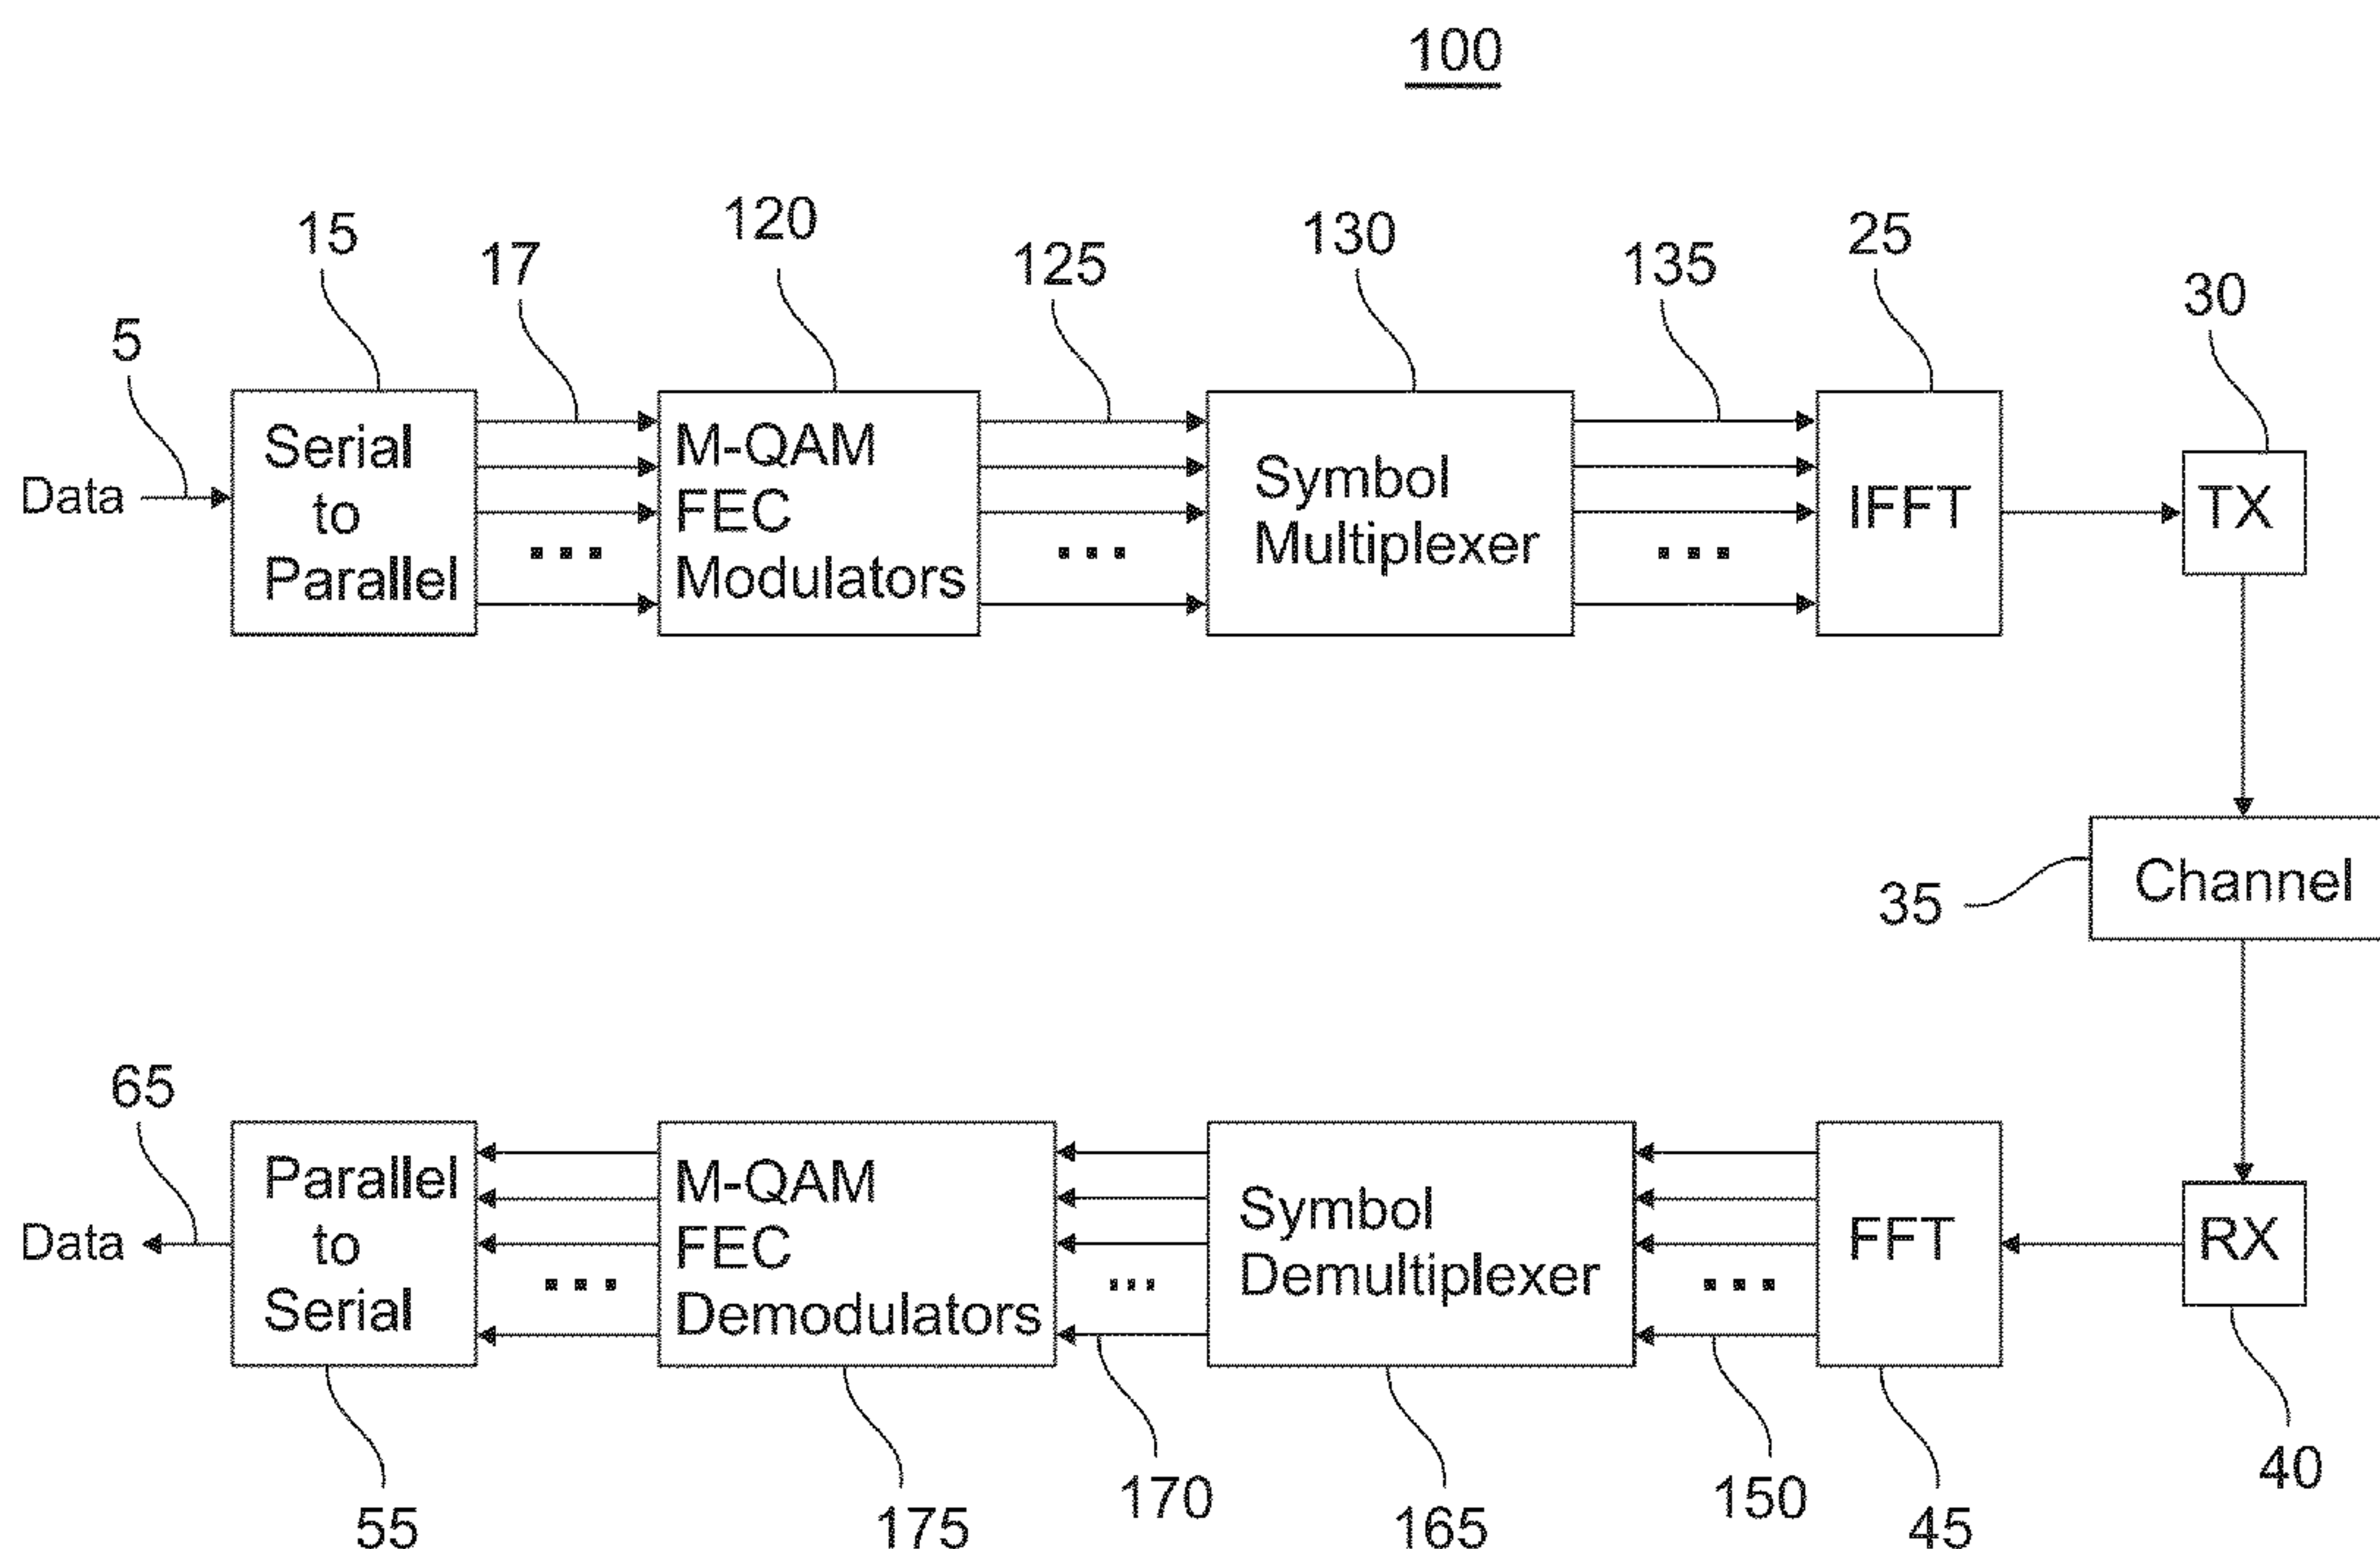 100
15
17
120
125
130
135
25
30
5
Data
Serial
to
Parallel
...
M-QAM
FEC
Modulators
...
Symbol
Multiplexer
...
IFFT
TX
35
Channel
65
Data
Parallel
to
Serial
...
M-QAM
FEC
Demodulators
...
Symbol
Demultiplexer
...
FFT
RX
55
175
170
165
150
45
40